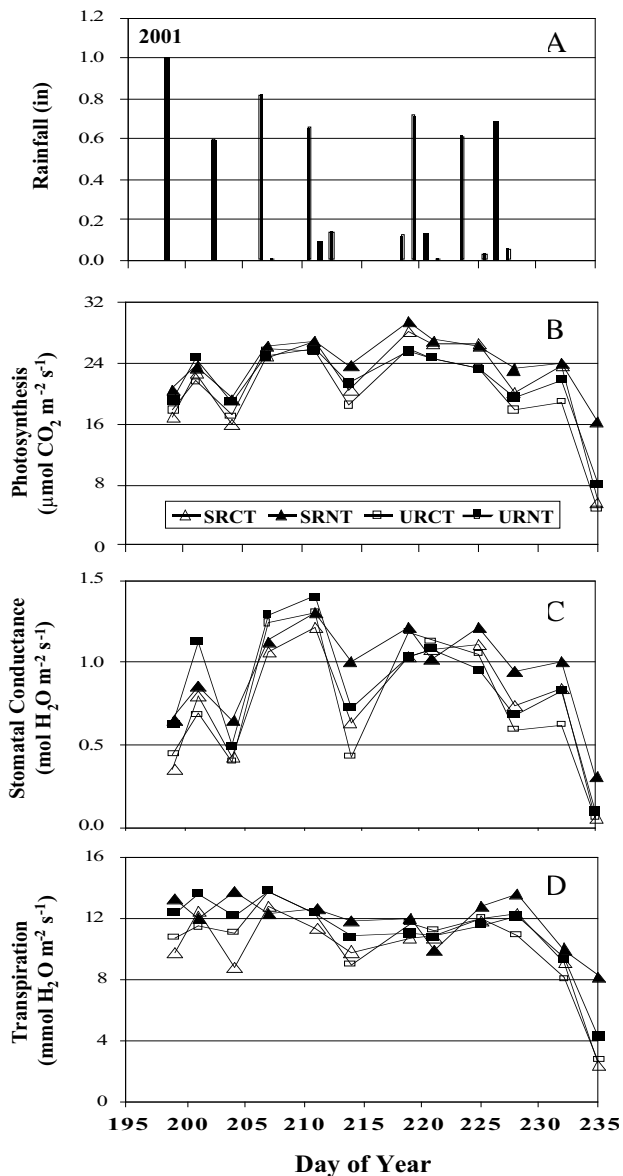 2001
A
1.2
1.0
0.8
0.6
0.4
0.2
0.0
Rainfall (in)
B
32
24
16
8
0
Photosynthesis
(µmol CO2 m⁻² s⁻¹)
SRCT SRNT URCT URNT
C
1.5
1.0
0.5
0.0
Stomatal Conductance
(mol H2O m⁻² s⁻¹)
D
16
12
8
4
0
Transpiration
(mmol H2O m⁻² s⁻¹)
195 200 205 210 215 220 225 230 235
Day of Year